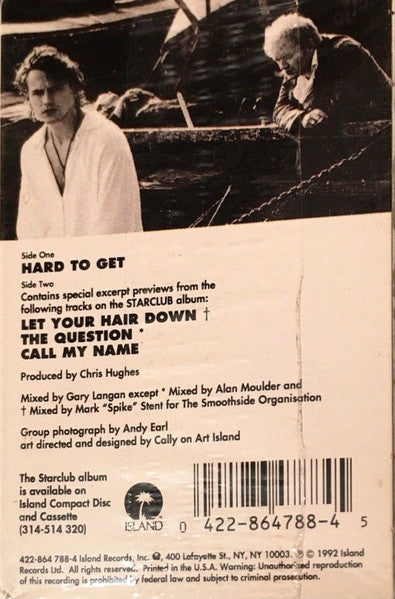 Side One
HARD TO GET
Side Two
Contains special excerpt previews from the
following tracks on the STARCLUB album:
LET YOUR HAIR DOWN †
THE QUESTION *
CALL MY NAME
Produced by Chris Hughes
Mixed by Gary Langan except * Mixed by Alan Moulder and
† Mixed by Mark "Spike" Stent for The Smoothside Organisation
Group photograph by Andy Earl
art directed and designed by Cally on Art Island
The Starclub album
is available on
Island Compact Disc
and Cassette
(314-514 320)
ISLAND
0 422-864788-4 5
422-864 788-4 Island Records, Inc. 400 Lafayette St., NY, NY 10003. ℗ © 1992 Island
Records Ltd. All rights reserved. Printed in the U.S.A. Warning: Unauthorized reproduction
of this recording is prohibited by federal law and subject to criminal prosecution.